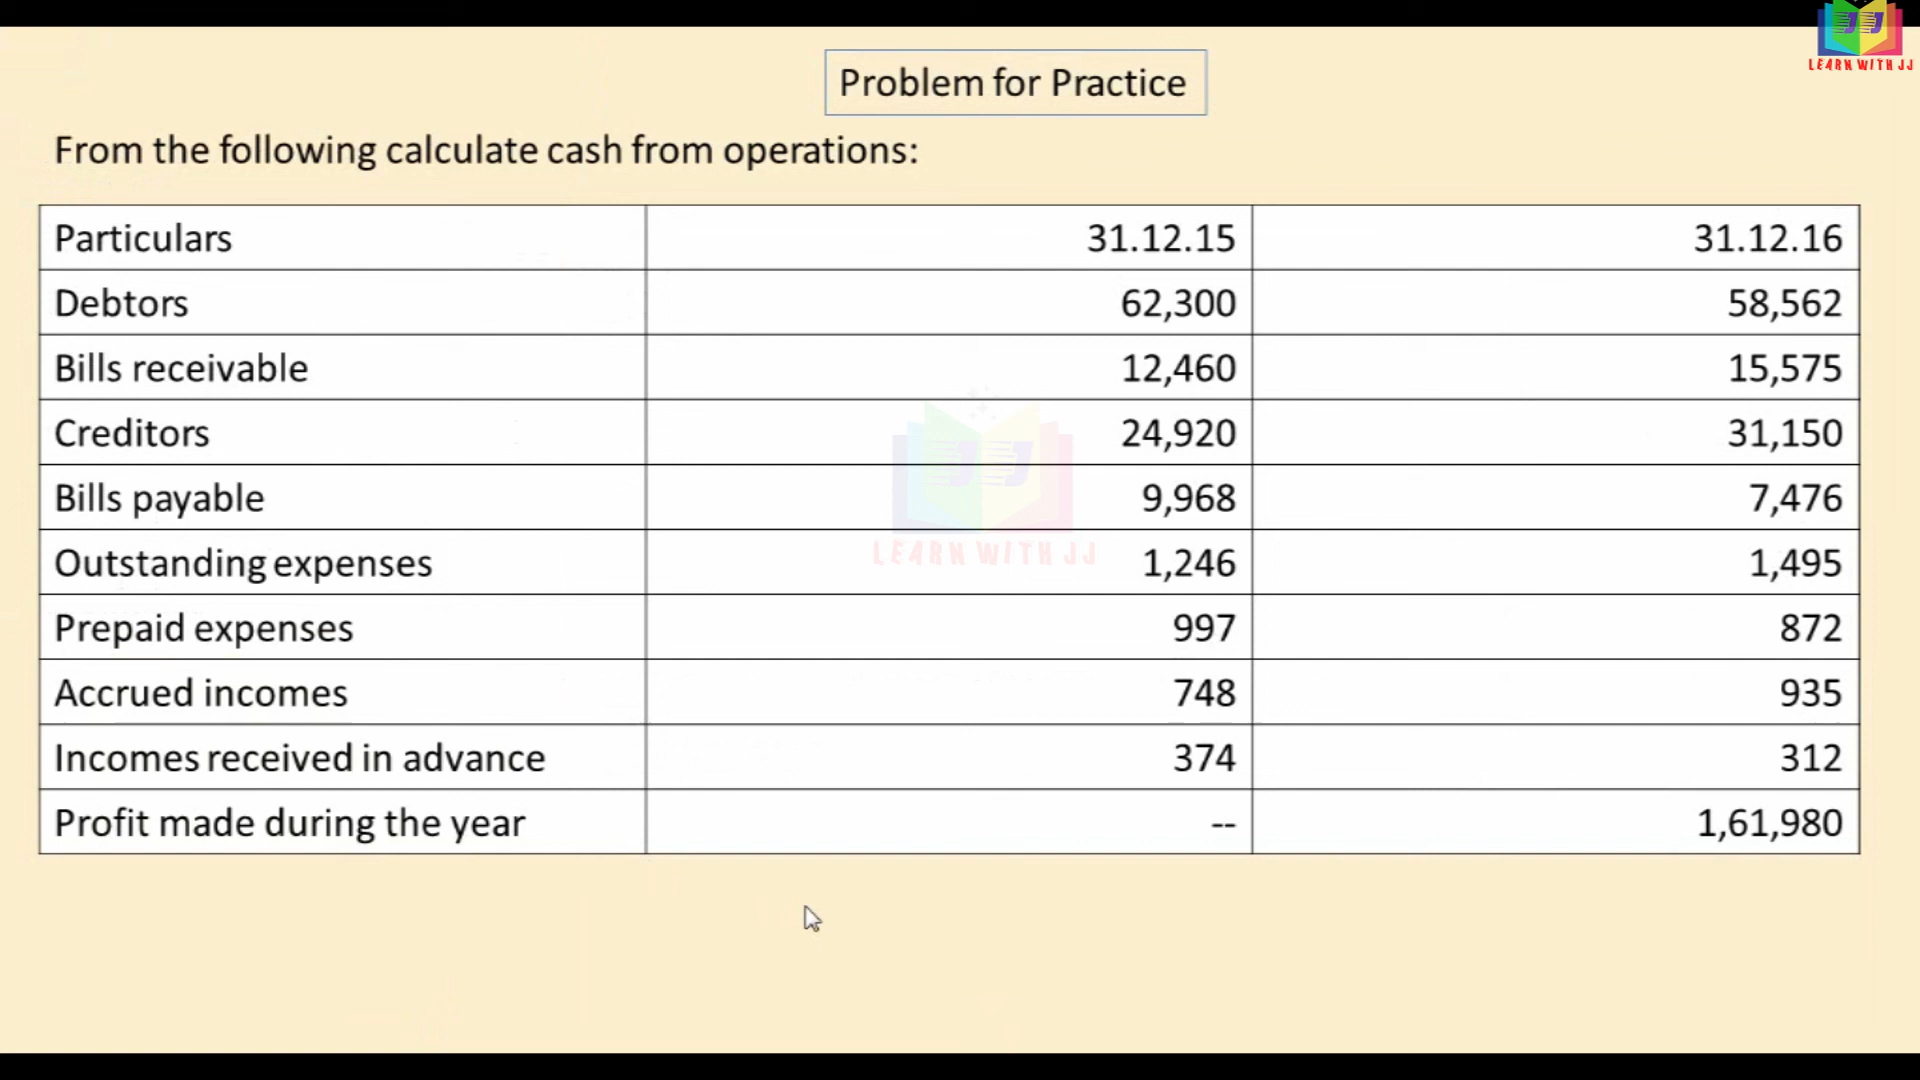 LEARN WITH JJ
Problem for Practice
From the following calculate cash from operations:
Particulars 31.12.15 31.12.16
Debtors 62,300 58,562
Bills receivable 12,460 15,575
Creditors 24,920 31,150
Bills payable 9,968 7,476
Outstanding expenses 1,246 1,495
Prepaid expenses 997 872
Accrued incomes 748 935
Incomes received in advance 374 312
Profit made during the year -- 1,61,980
JJ
LEARN WITH JJ